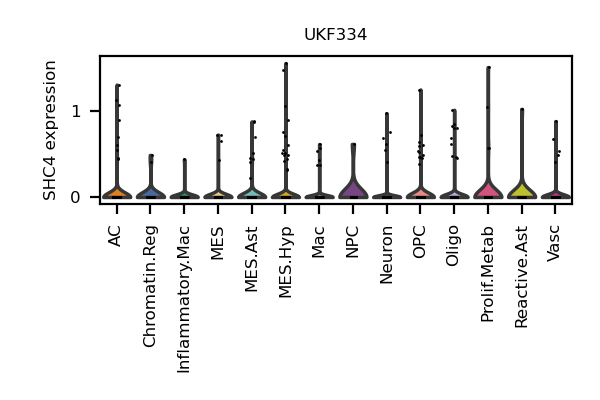 UKF334
SHC4 expression
1
0
AC
Chromatin.Reg
Inflammatory.Mac
MES
MES.Ast
MES.Hyp
Mac
NPC
Neuron
OPC
Oligo
Prolif.Metab
Reactive.Ast
Vasc